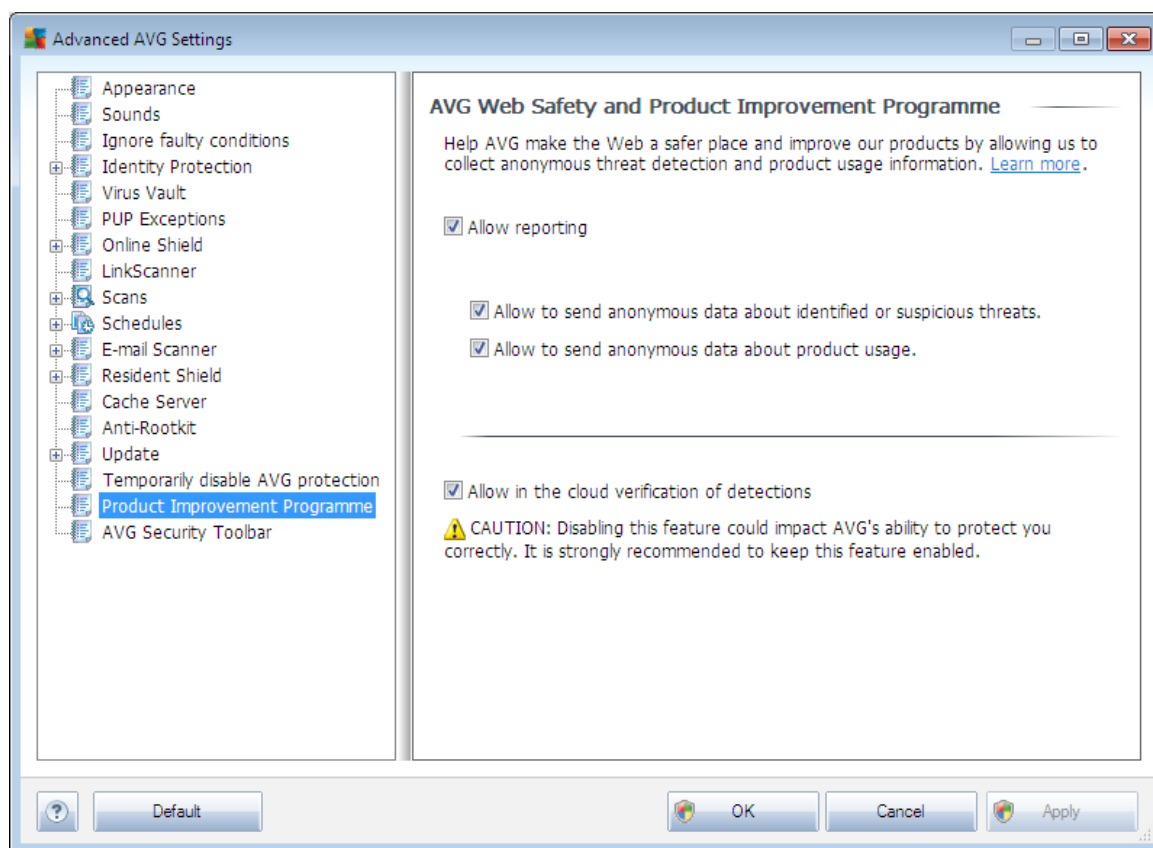 Advanced AVG Settings
Appearance
Sounds
Ignore faulty conditions
Identity Protection
Virus Vault
PUP Exceptions
Online Shield
LinkScanner
Scans
Schedules
E-mail Scanner
Resident Shield
Cache Server
Anti-Rootkit
Update
Temporarily disable AVG protection
Product Improvement Programme
AVG Security Toolbar
AVG Web Safety and Product Improvement Programme
Help AVG make the Web a safer place and improve our products by allowing us to
collect anonymous threat detection and product usage information. Learn more.
Allow reporting
Allow to send anonymous data about identified or suspicious threats.
Allow to send anonymous data about product usage.
Allow in the cloud verification of detections
CAUTION: Disabling this feature could impact AVG's ability to protect you
correctly. It is strongly recommended to keep this feature enabled.
?
Default
OK
Cancel
Apply